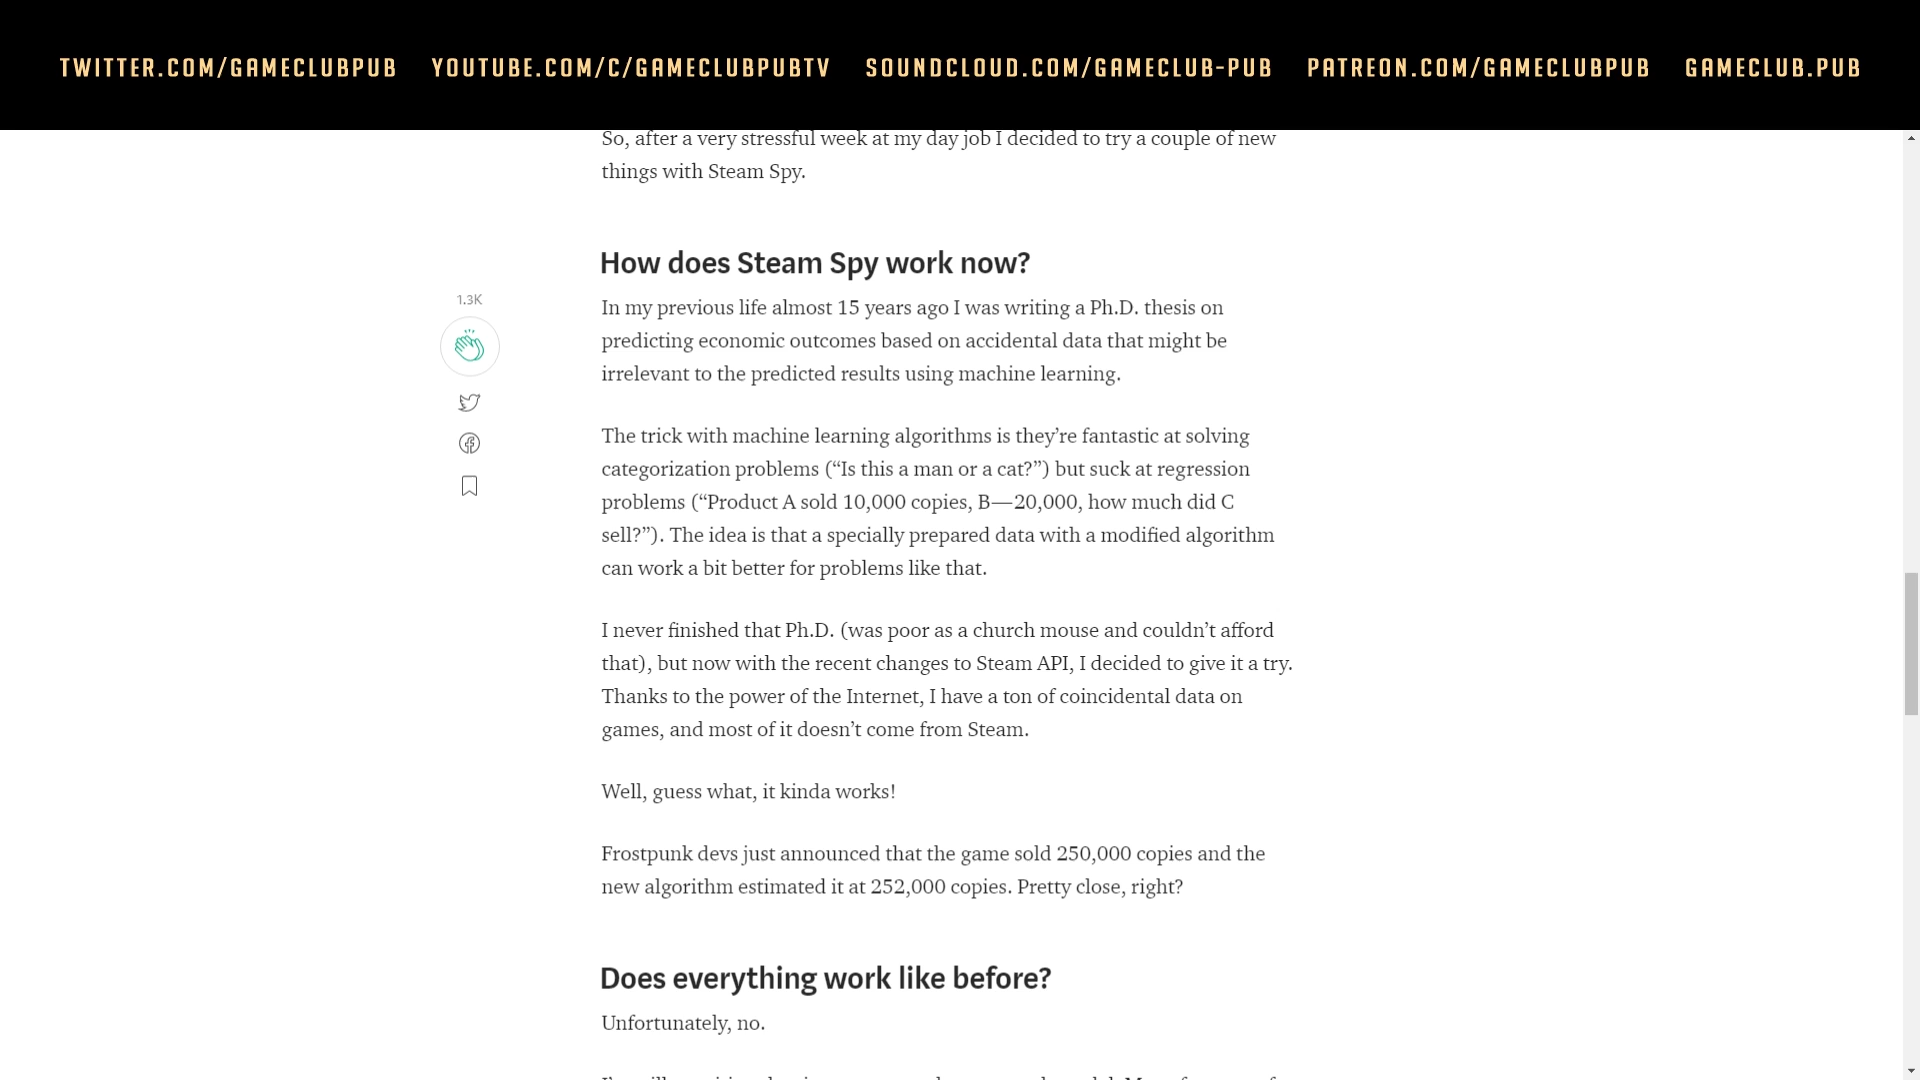 TWITTER.COM/GAMECLUBPUB YOUTUBE.COM/C/GAMECLUBPUBTV SOUNDCLOUD.COM/GAMECLUB-PUB PATREON.COM/GAMECLUBPUB GAMECLUB.PUB
So, after a very stressful week at my day job I decided to try a couple of new
things with Steam Spy.
How does Steam Spy work now?
1.3K
In my previous life almost 15 years ago I was writing a Ph.D. thesis on
predicting economic outcomes based on accidental data that might be
irrelevant to the predicted results using machine learning.
The trick with machine learning algorithms is they’re fantastic at solving
categorization problems (“Is this a man or a cat?”) but suck at regression
problems (“Product A sold 10,000 copies, B—20,000, how much did C
sell?”). The idea is that a specially prepared data with a modified algorithm
can work a bit better for problems like that.
I never finished that Ph.D. (was poor as a church mouse and couldn’t afford
that), but now with the recent changes to Steam API, I decided to give it a try.
Thanks to the power of the Internet, I have a ton of coincidental data on
games, and most of it doesn’t come from Steam.
Well, guess what, it kinda works!
Frostpunk devs just announced that the game sold 250,000 copies and the
new algorithm estimated it at 252,000 copies. Pretty close, right?
Does everything work like before?
Unfortunately, no.